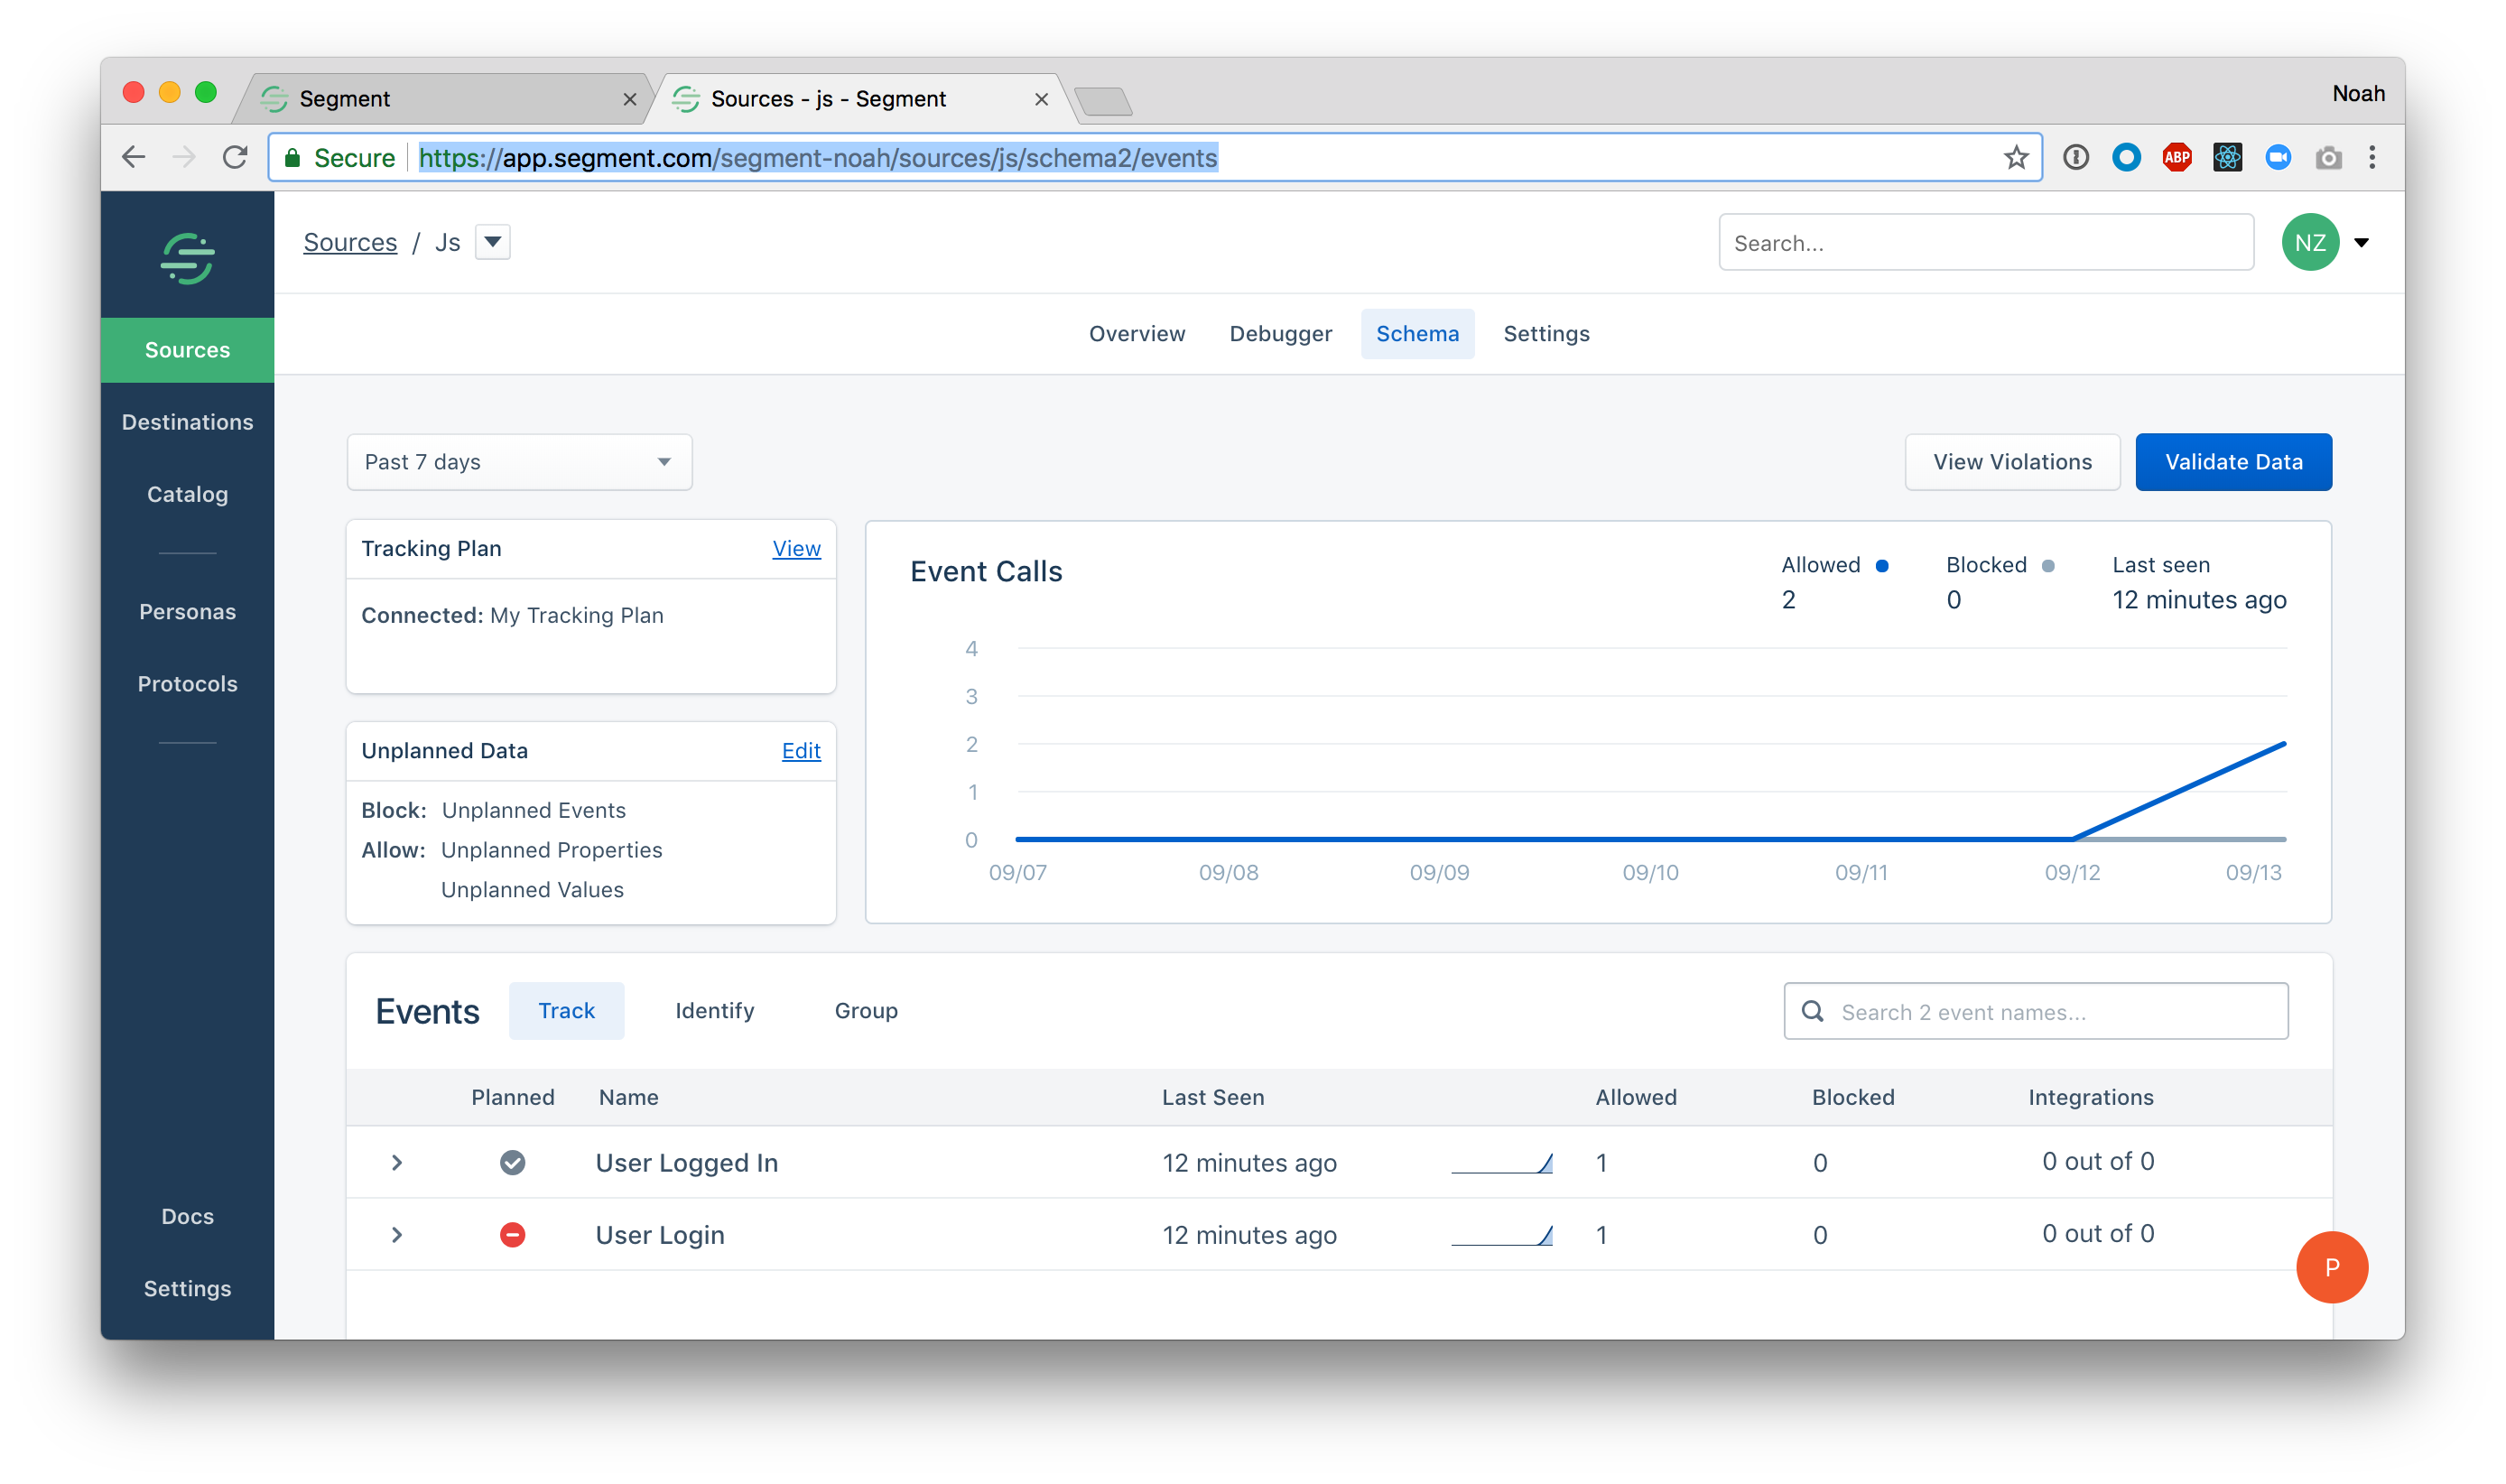 Segment
Sources - js - Segment
Noah
Secure https://app.segment.com/segment-noah/sources/js/schema2/events
ABP
Sources / Js
Search...
NZ
Sources
Destinations
Catalog
Personas
Protocols
Docs
Settings
Overview Debugger Schema Settings
Past 7 days
View Violations
Validate Data
Tracking Plan View
Connected: My Tracking Plan
Unplanned Data Edit
Block: Unplanned Events
Allow: Unplanned Properties
Unplanned Values
Event Calls
Allowed Blocked Last seen
2 0 12 minutes ago
4
3
2
1
0
09/07 09/08 09/09 09/10 09/11 09/12 09/13
Events Track Identify Group
Search 2 event names...
Planned Name Last Seen Allowed Blocked Integrations
User Logged In 12 minutes ago 1 0 0 out of 0
User Login 12 minutes ago 1 0 0 out of 0
P